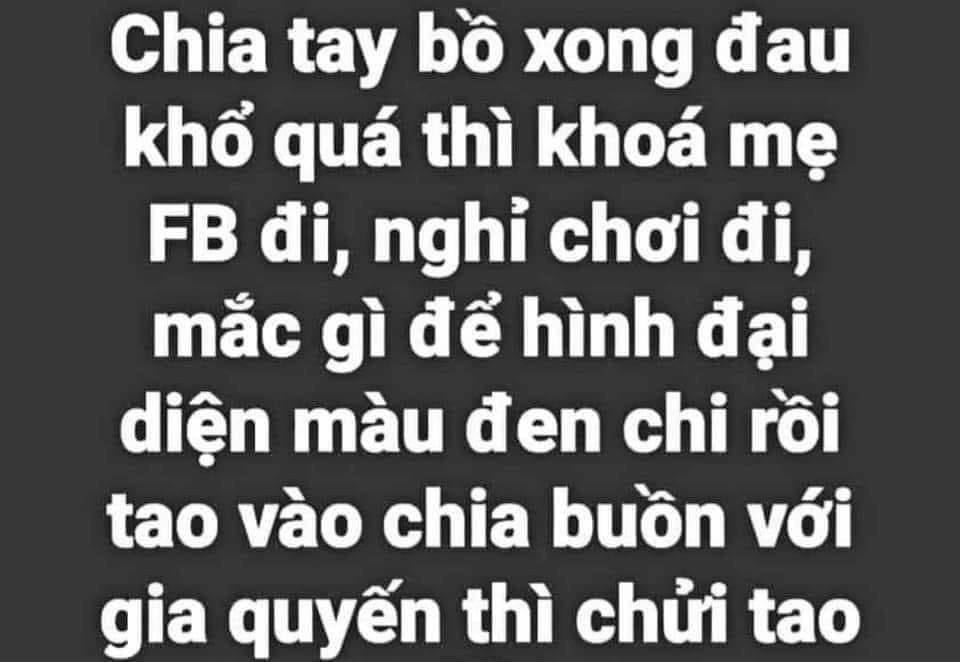 Chia tay bồ xong đau
khổ quá thì khoá mẹ
FB đi, nghỉ chơi đi,
mắc gì để hình đại
diện màu đen chi rồi
tao vào chia buồn với
gia quyến thì chửi tao